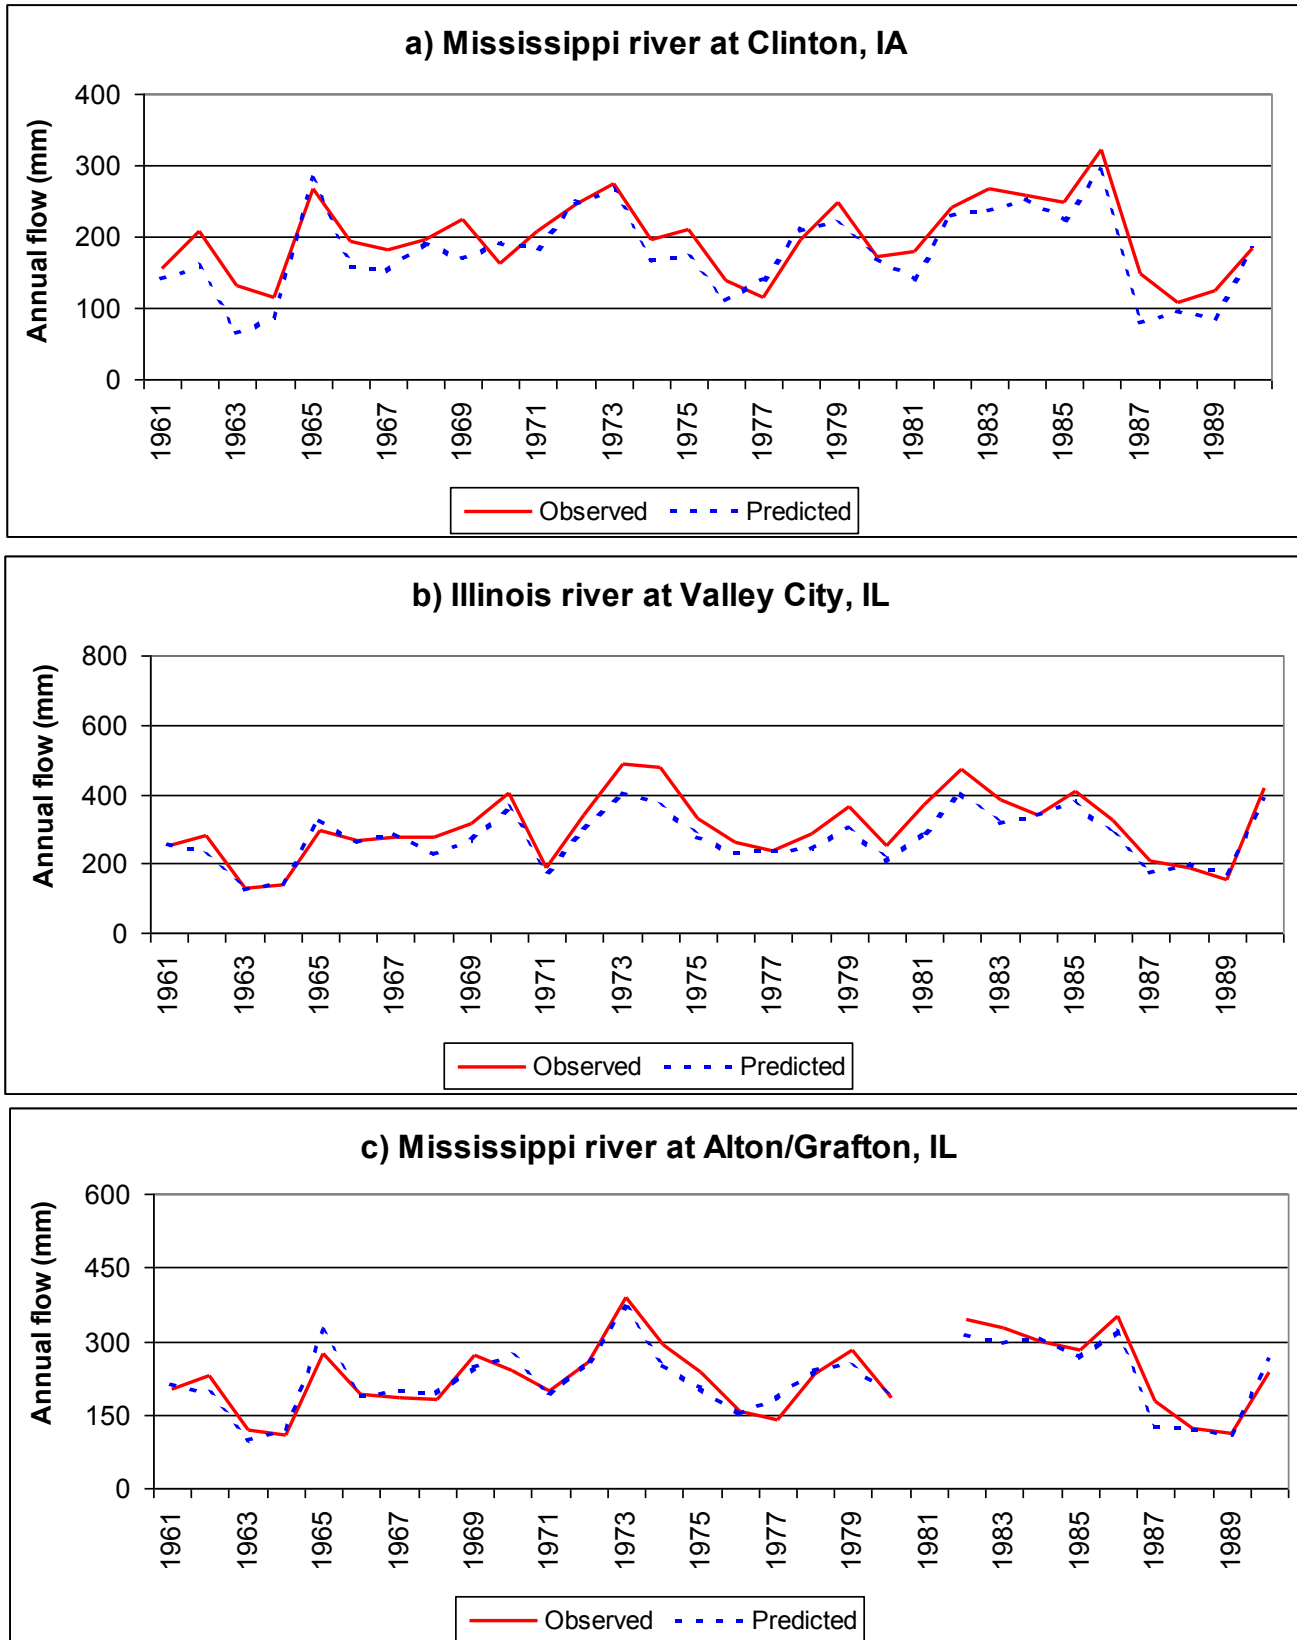 a) Mississippi river at Clinton, IA
Annual flow (mm)
400
300
200
100
0
1961 1963 1965 1967 1969 1971 1973 1975 1977 1979 1981 1983 1985 1987 1989
Observed Predicted
b) Illinois river at Valley City, IL
Annual flow (mm)
800
600
400
200
0
1961 1963 1965 1967 1969 1971 1973 1975 1977 1979 1981 1983 1985 1987 1989
Observed Predicted
c) Mississippi river at Alton/Grafton, IL
Annual flow (mm)
600
450
300
150
0
1961 1963 1965 1967 1969 1971 1973 1975 1977 1979 1981 1983 1985 1987 1989
Observed Predicted